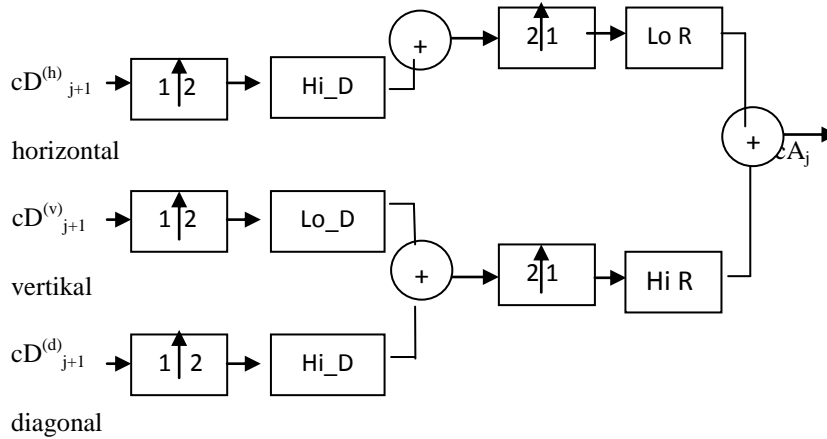 + 2 1 Lo R
cD(h) j+1 1 2 Hi_D
horizontal
+ cAj
cD(v) j+1 1 2 Lo_D
+ 2 1 Hi R
vertikal
cD(d) j+1 1 2 Hi_D
diagonal